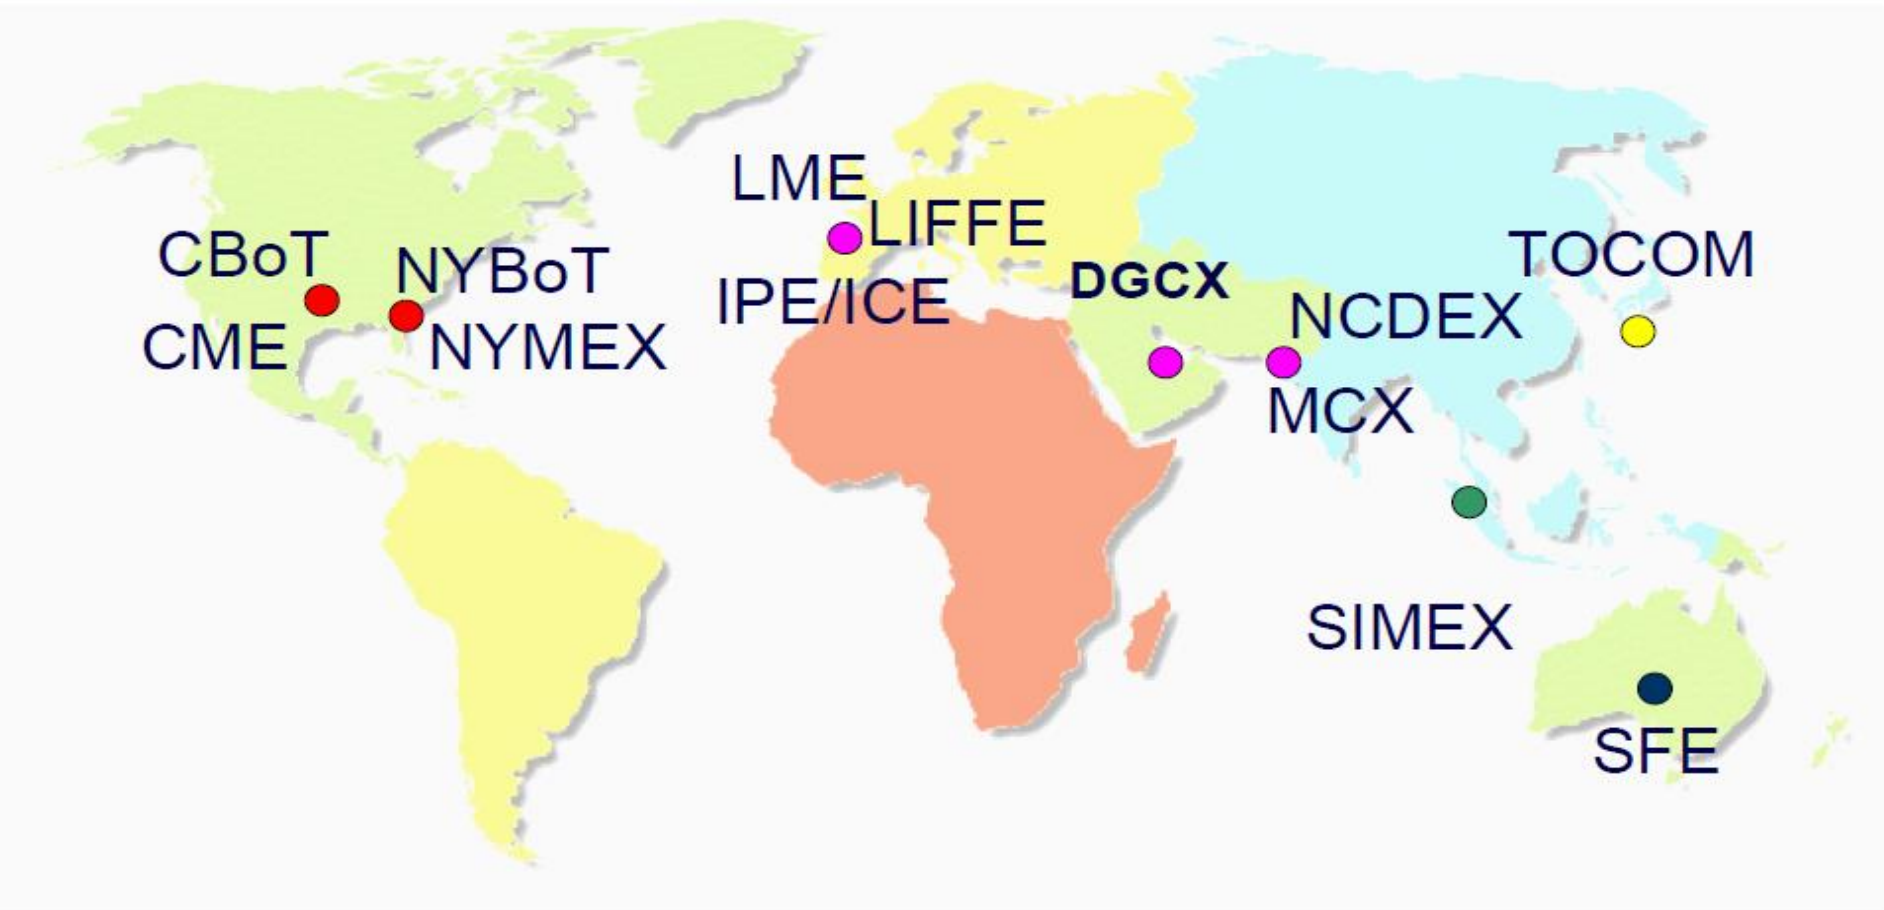 LME
LIFFE
CBoT
NYBoT
TOCOM
DGCX
IPE/ICE
NCDEX
CME
NYMEX
MCX
SIMEX
SFE